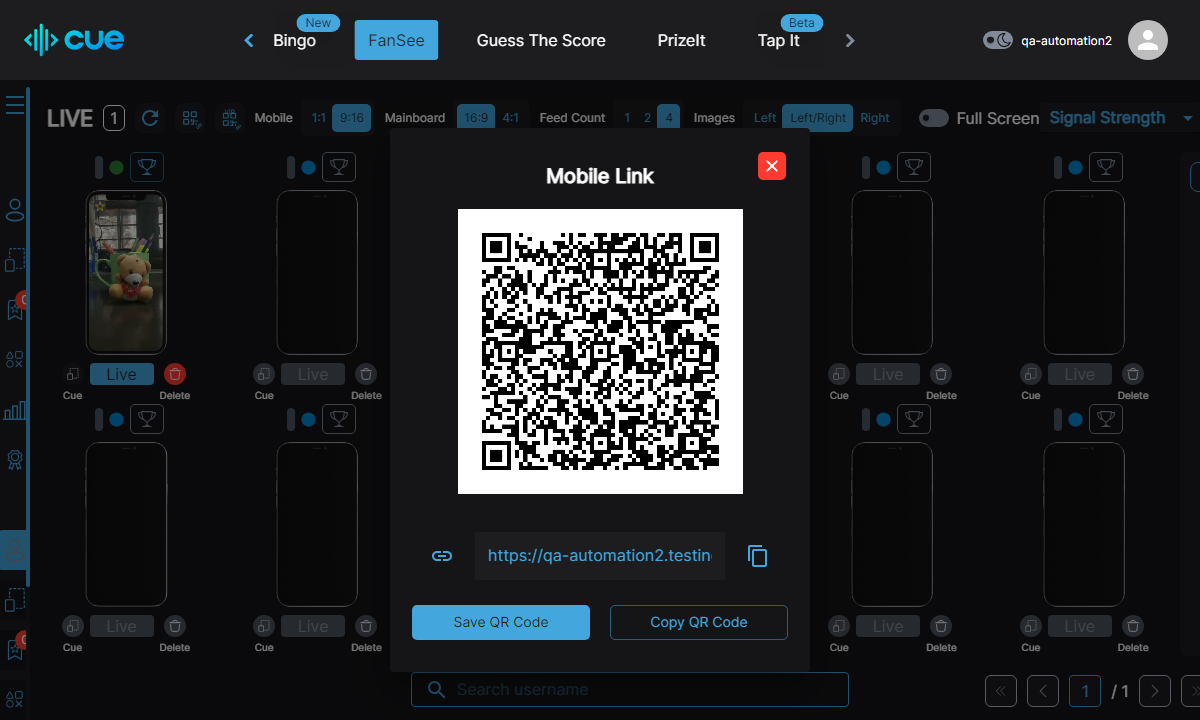 cue
New
Bingo
FanSee
Guess The Score
PrizeIt
Beta
Tap It
qa-automation2
LIVE 1
Mobile 1:1 9:16
Mainboard 16:9 4:1
Feed Count 1 2 4
Images Left Left/Right Right
Full Screen
Signal Strength
Mobile Link
https://qa-automation2.testin
Save QR Code
Copy QR Code
Live Live Live Live
Cue Delete Cue Delete Cue Delete Cue Delete
Live Live Live Live
Cue Delete Cue Delete Cue Delete Cue Delete
Search username
1 / 1